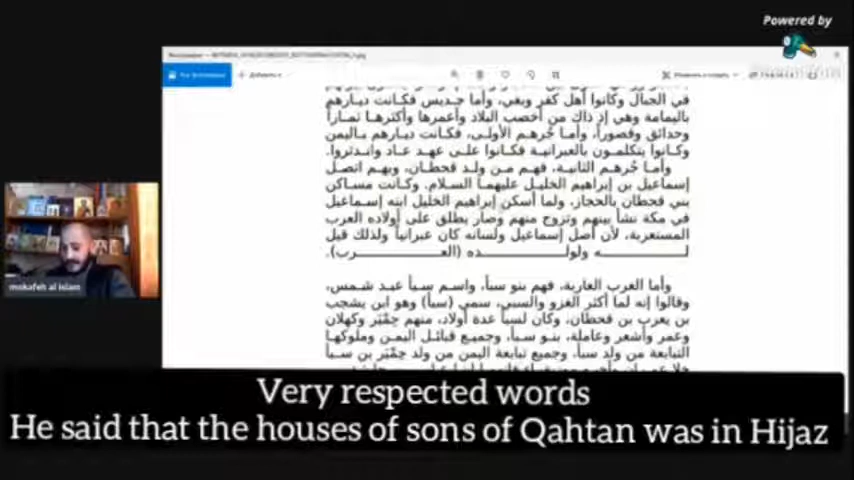 Powered by
في الجبال وكانوا أهل كفر وبغي، وأما جديس فكانت ديارهم
باليمامة وهي إذ ذاك من أخصب البلاد وأعمرها وأكثرها ثماراً
وحدائق وقصوراً، وأما جُرهم الأولى، فكانت ديارهم باليمن
وكانوا يتكلمون بالعبرانية فكانوا على عهد عاد واندثروا.
وأما جُرهم الثانية، فهم من ولد قحطان، وبهم اتصل
إسماعيل بن إبراهيم الخليل عليهما السلام، وكانت مساكن
بني قحطان بالحجاز، ولما أسكن إبراهيم الخليل ابنه إسماعيل
في مكة نشأ بينهم وتزوج منهم وصار يطلق على أولاده العرب
المستعربة، لأن أصل إسماعيل ولسانه كان عبرانياً ولذلك قيل
لـــــه ولولـــــده (العـــــرب).
وأما العرب العاربة، فهم بنو سبأ، واسم سبأ عبد شمس،
وقالوا إنه لما أكثر الغزو والسبي، سمي (سبأ) وهو ابن يشجب
بن يعرب بن قحطان، وكان لسبأ عدة أولاد، منهم حِمْيَر وكهلان
وعمر وأشعر وعاملة، بنو سبأ، وجميع قبائل اليمن وملوكها
التبابعة من ولد سبأ، وجميع تبابعة اليمن من ولد حِمْيَر بن سبأ
mokafeh al islam
Very respected words
He said that the houses of sons of Qahtan was in Hijaz